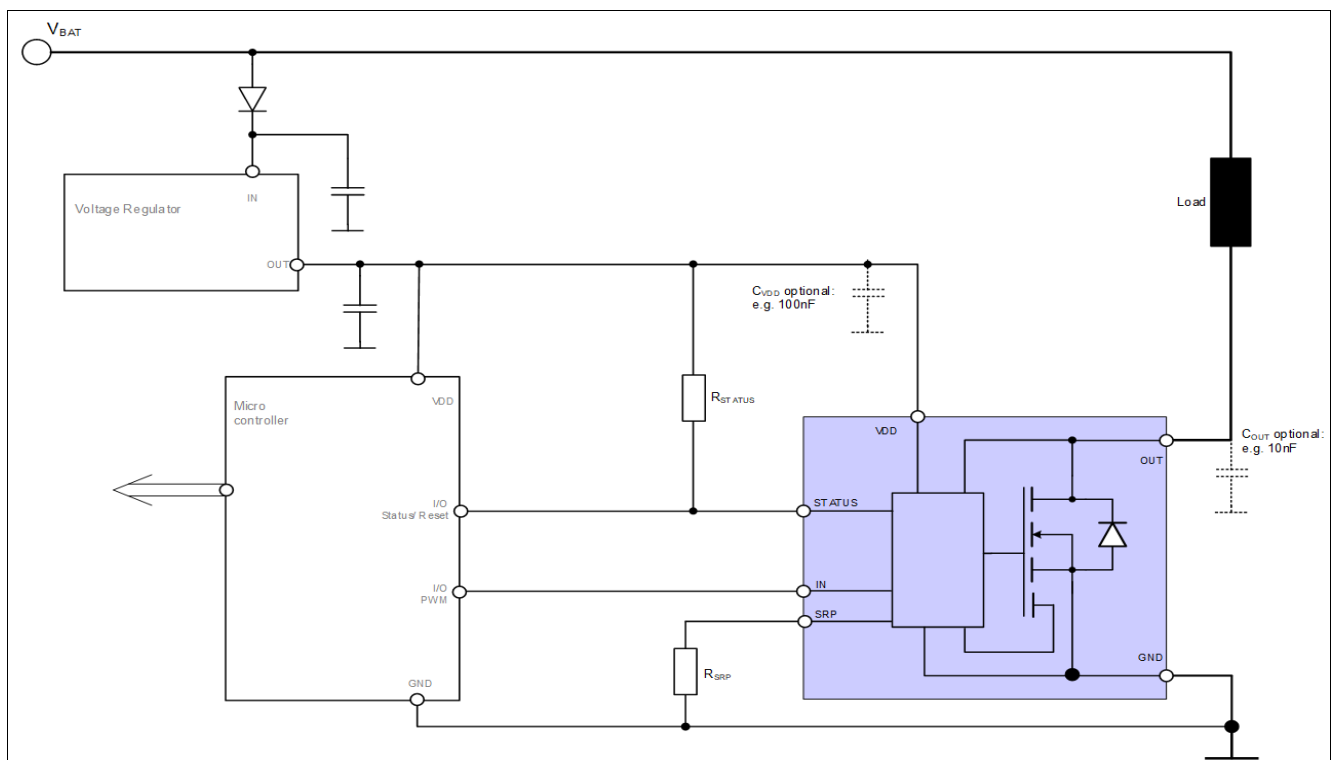 VBAT
IN
Voltage Regulator
Load
OUT
CVDD optional:
e.g. 100nF
RSTATUS
Micro
controller
VDD
VDD
COUT optional:
e.g. 10nF
OUT
I/O
Status/Reset
STATUS
I/O
PWM
IN
SRP
GND
RSRP
GND